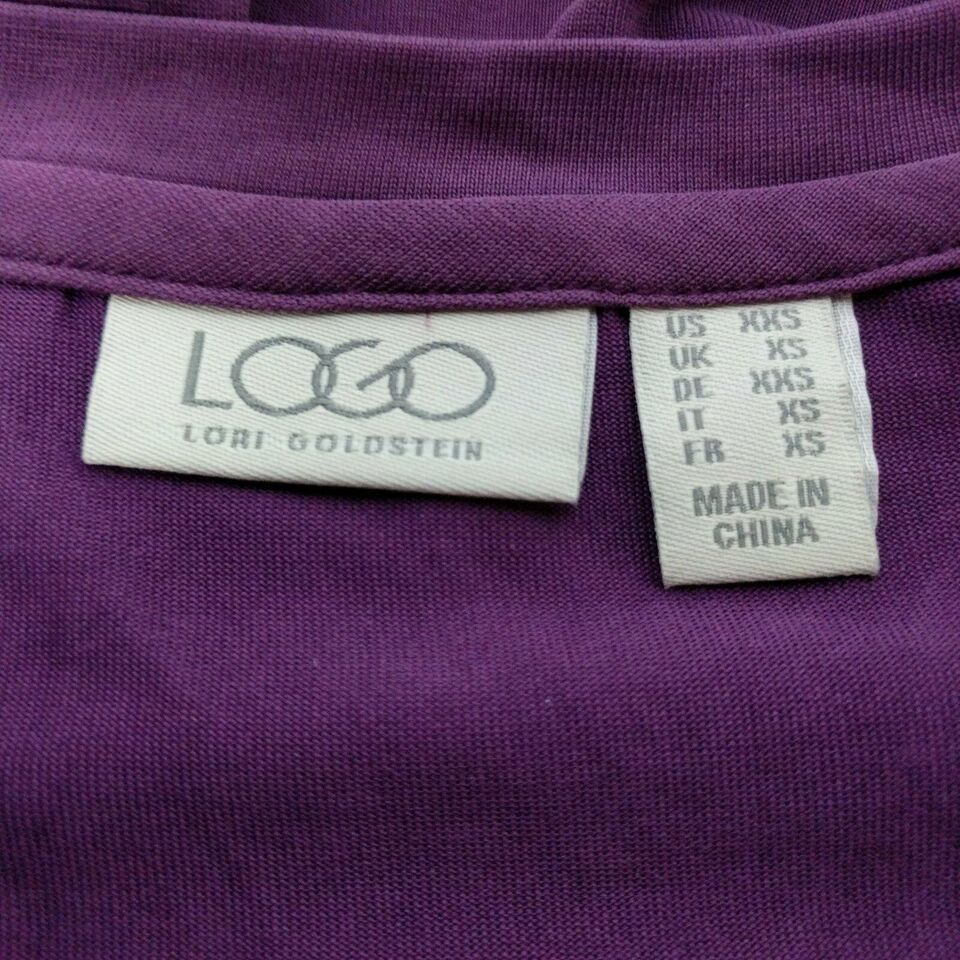 LOGO
LORI GOLDSTEIN
US XXS
UK XS
DE XXS
IT XS
FR XS
MADE IN
CHINA